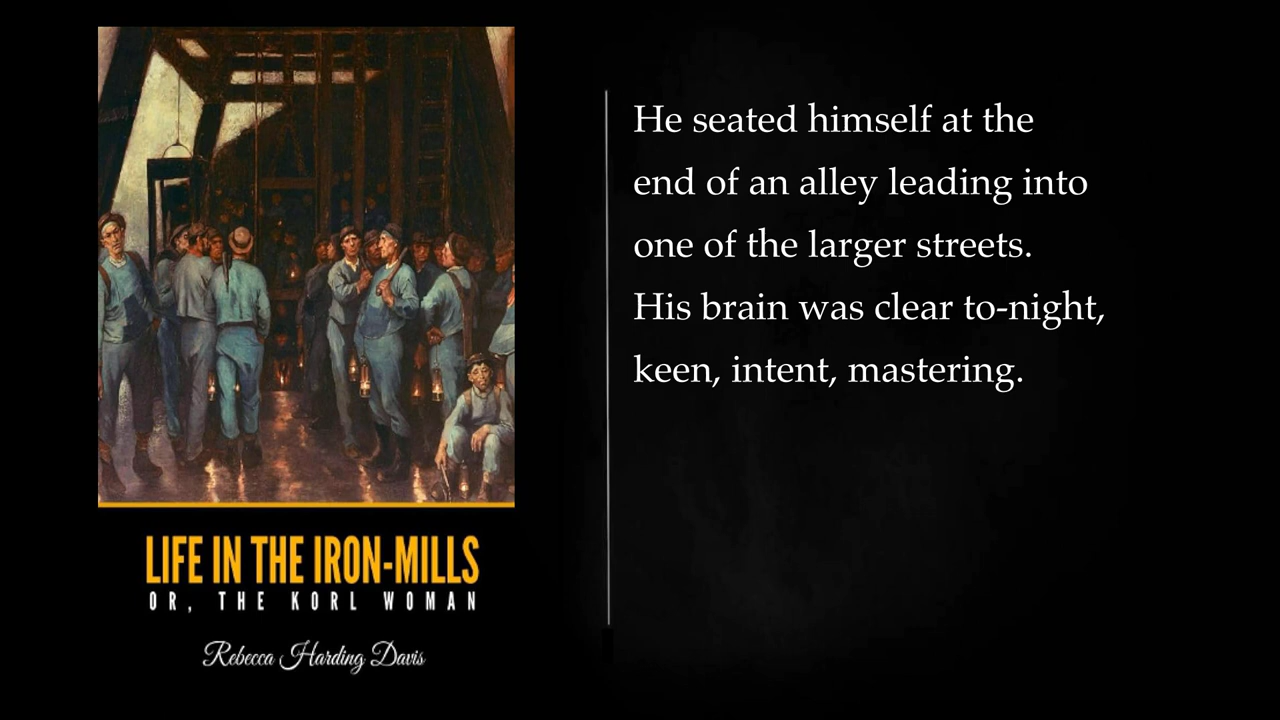 LIFE IN THE IRON-MILLS
OR, THE KORL WOMAN
Rebecca Harding Davis
He seated himself at the
end of an alley leading into
one of the larger streets.
His brain was clear to-night,
keen, intent, mastering.